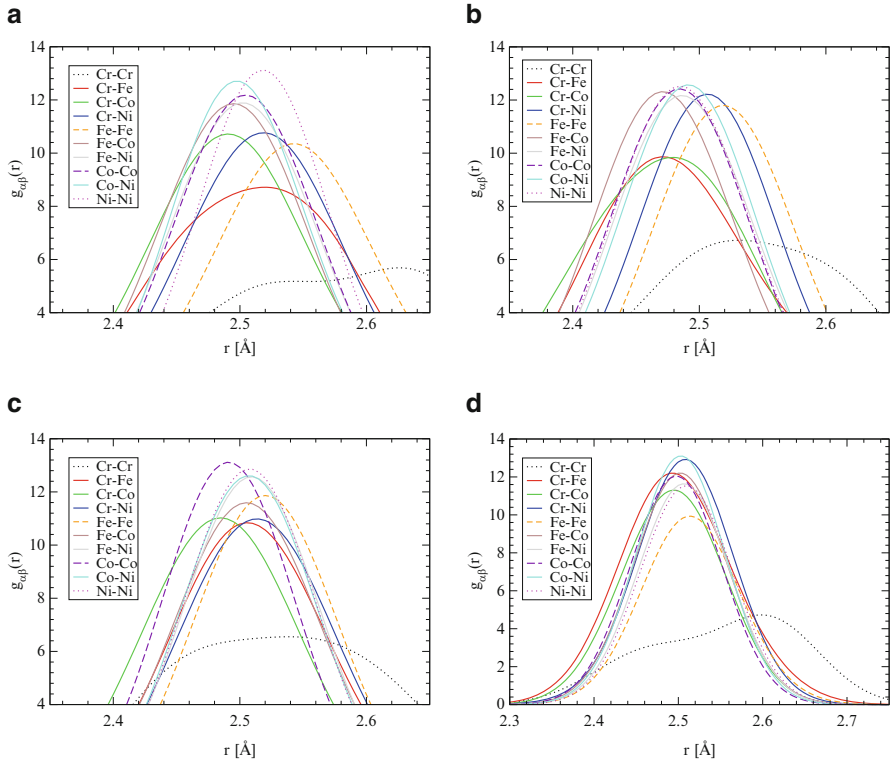 a
14
12
10
8
6
4
g_αβ(r)
Cr-Cr
Cr-Fe
Cr-Co
Cr-Ni
Fe-Fe
Fe-Co
Fe-Ni
Co-Co
Co-Ni
Ni-Ni
2.4 2.5 2.6
r [Å]
b
14
12
10
8
6
4
g_αβ(r)
Cr-Cr
Cr-Fe
Cr-Co
Cr-Ni
Fe-Fe
Fe-Co
Fe-Ni
Co-Co
Co-Ni
Ni-Ni
2.4 2.5 2.6
r [Å]
c
14
12
10
8
6
4
g_αβ(r)
Cr-Cr
Cr-Fe
Cr-Co
Cr-Ni
Fe-Fe
Fe-Co
Fe-Ni
Co-Co
Co-Ni
Ni-Ni
2.4 2.5 2.6
r [Å]
d
14
12
10
8
6
4
2
0
g_αβ(r)
Cr-Cr
Cr-Fe
Cr-Co
Cr-Ni
Fe-Fe
Fe-Co
Fe-Ni
Co-Co
Co-Ni
Ni-Ni
2.3 2.4 2.5 2.6 2.7
r [Å]